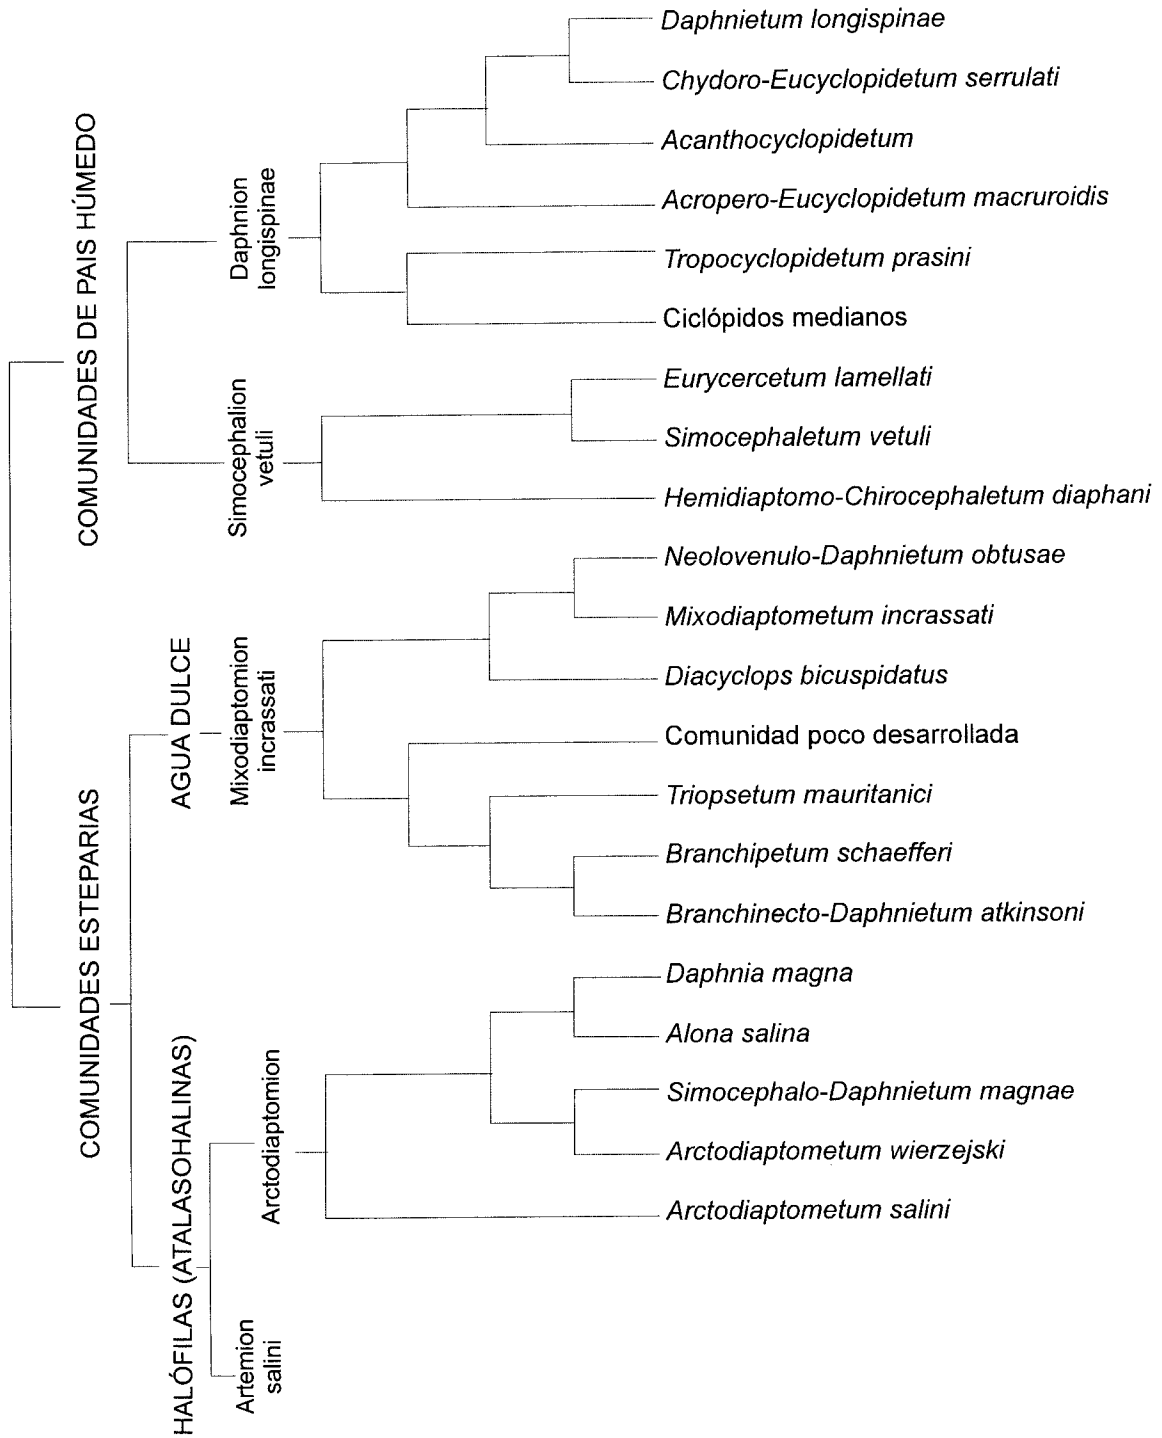 COMUNIDADES DE PAIS HÚMEDO
Daphnion
longispinae
Daphnietum longispinae
Chydoro-Eucyclopidetum serrulati
Acanthocyclopidetum
Acropero-Eucyclopidetum macruroidis
Tropocyclopidetum prasini
Ciclópidos medianos
Simocephalion
vetuli
Eurycercetum lamellati
Simocephaletum vetuli
Hemidiaptomo-Chirocephaletum diaphani
COMUNIDADES ESTEPARIAS
AGUA DULCE
Mixodiaptomion
incrassati
Neolovenulo-Daphnietum obtusae
Mixodiaptometum incrassati
Diacyclops bicuspidatus
Comunidad poco desarrollada
Triopsetum mauritanici
Branchipetum schaefferi
Branchinecto-Daphnietum atkinsoni
HALÓFILAS (ATALASOHALINAS)
Arctodiaptomion
Daphnia magna
Alona salina
Simocephalo-Daphnietum magnae
Arctodiaptometum wierzejski
Arctodiaptometum salini
Artemion
salini